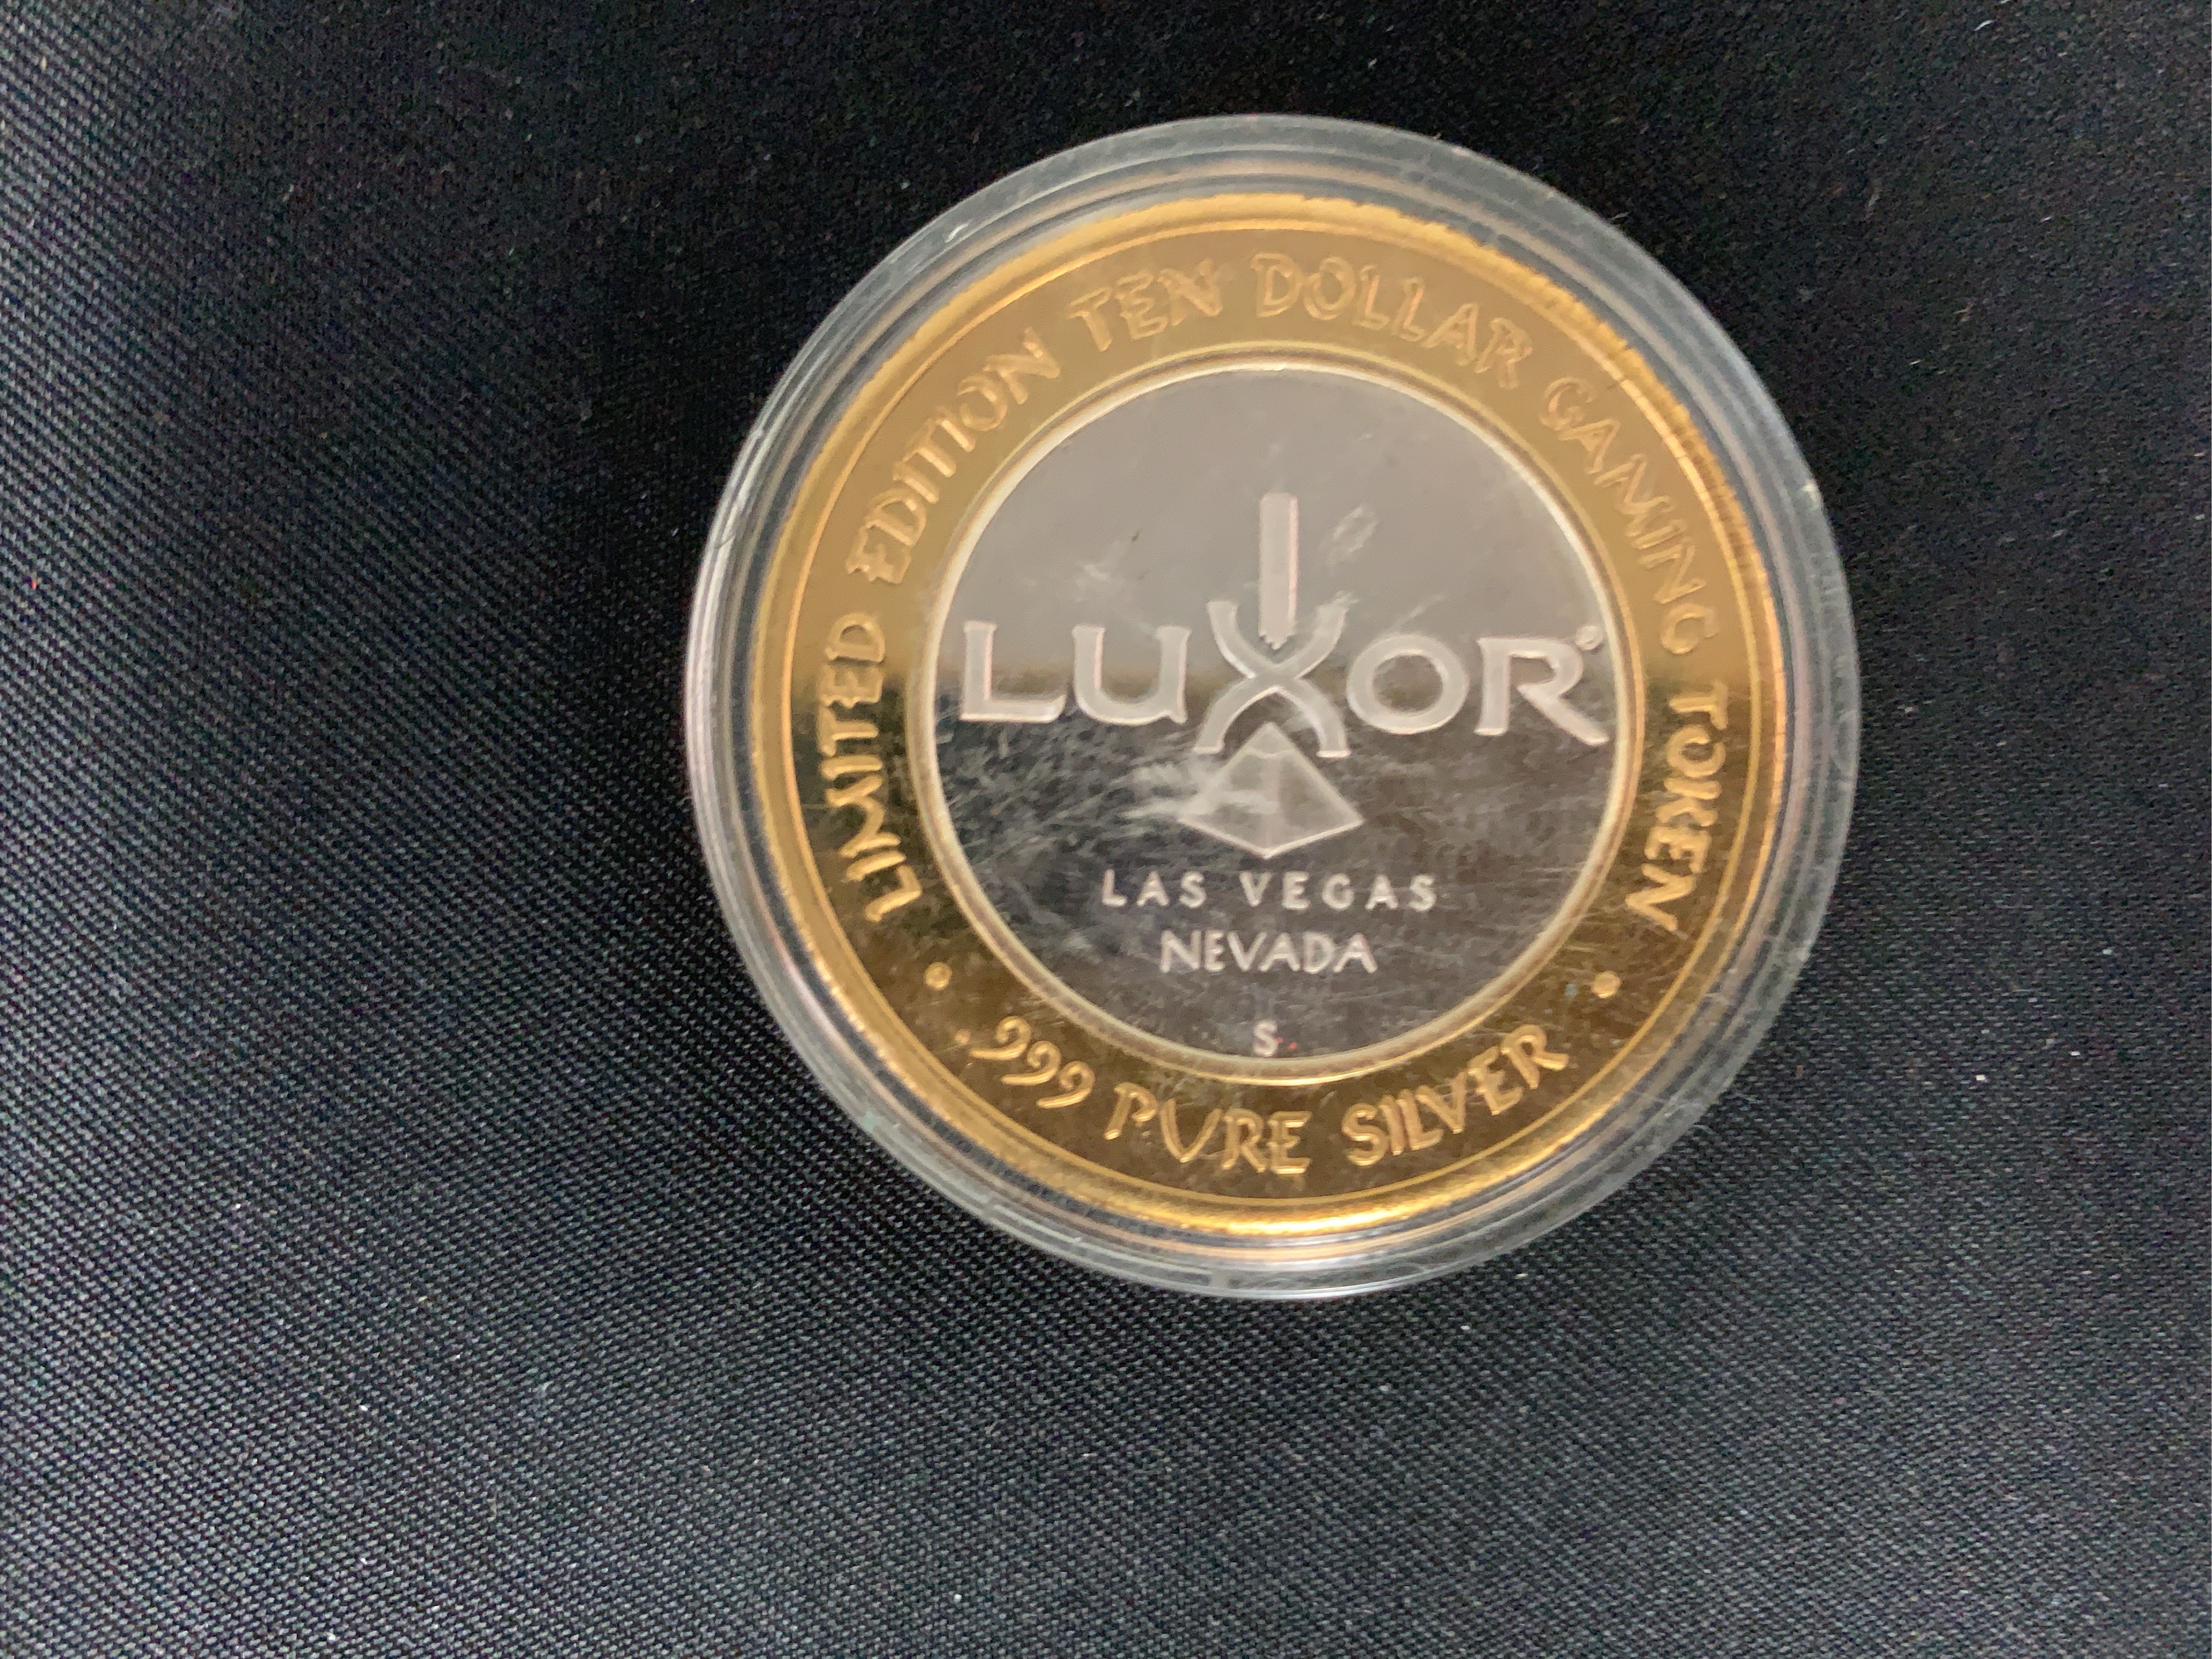 LIMITED EDITION TEN DOLLAR GAMING TOKEN
LUXOR®
LAS VEGAS
NEVADA
S
• .999 PURE SILVER •